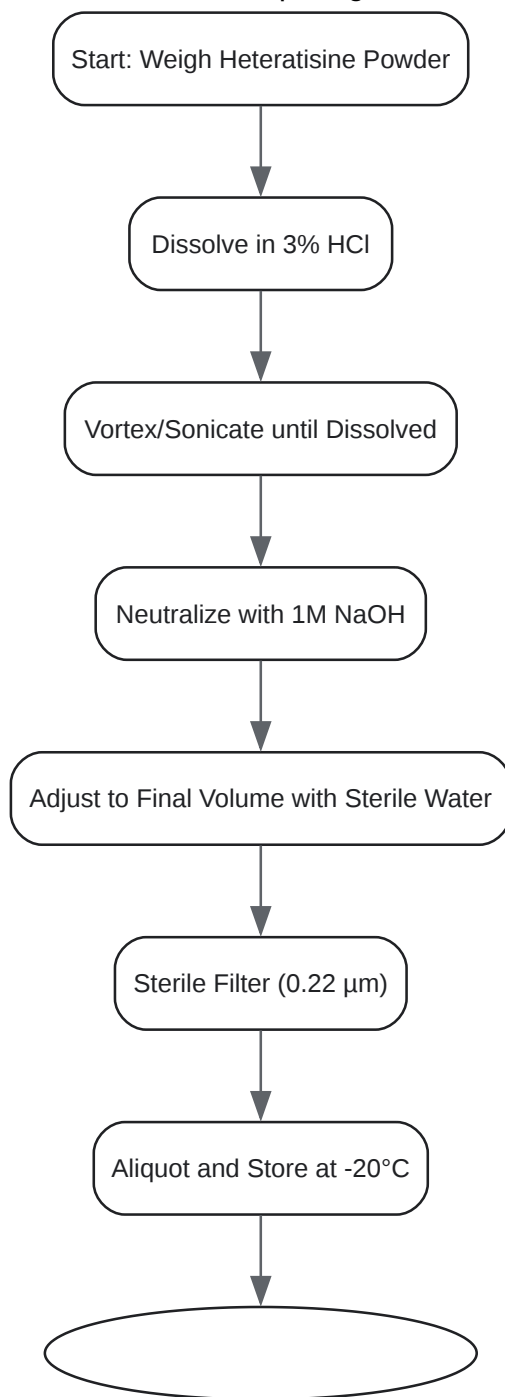 Start: Weigh Heteratisine Powder
Dissolve in 3% HCl
Vortex/Sonicate until Dissolved
Neutralize with 1M NaOH
Adjust to Final Volume with Sterile Water
Sterile Filter (0.22 µm)
Aliquot and Store at -20°C